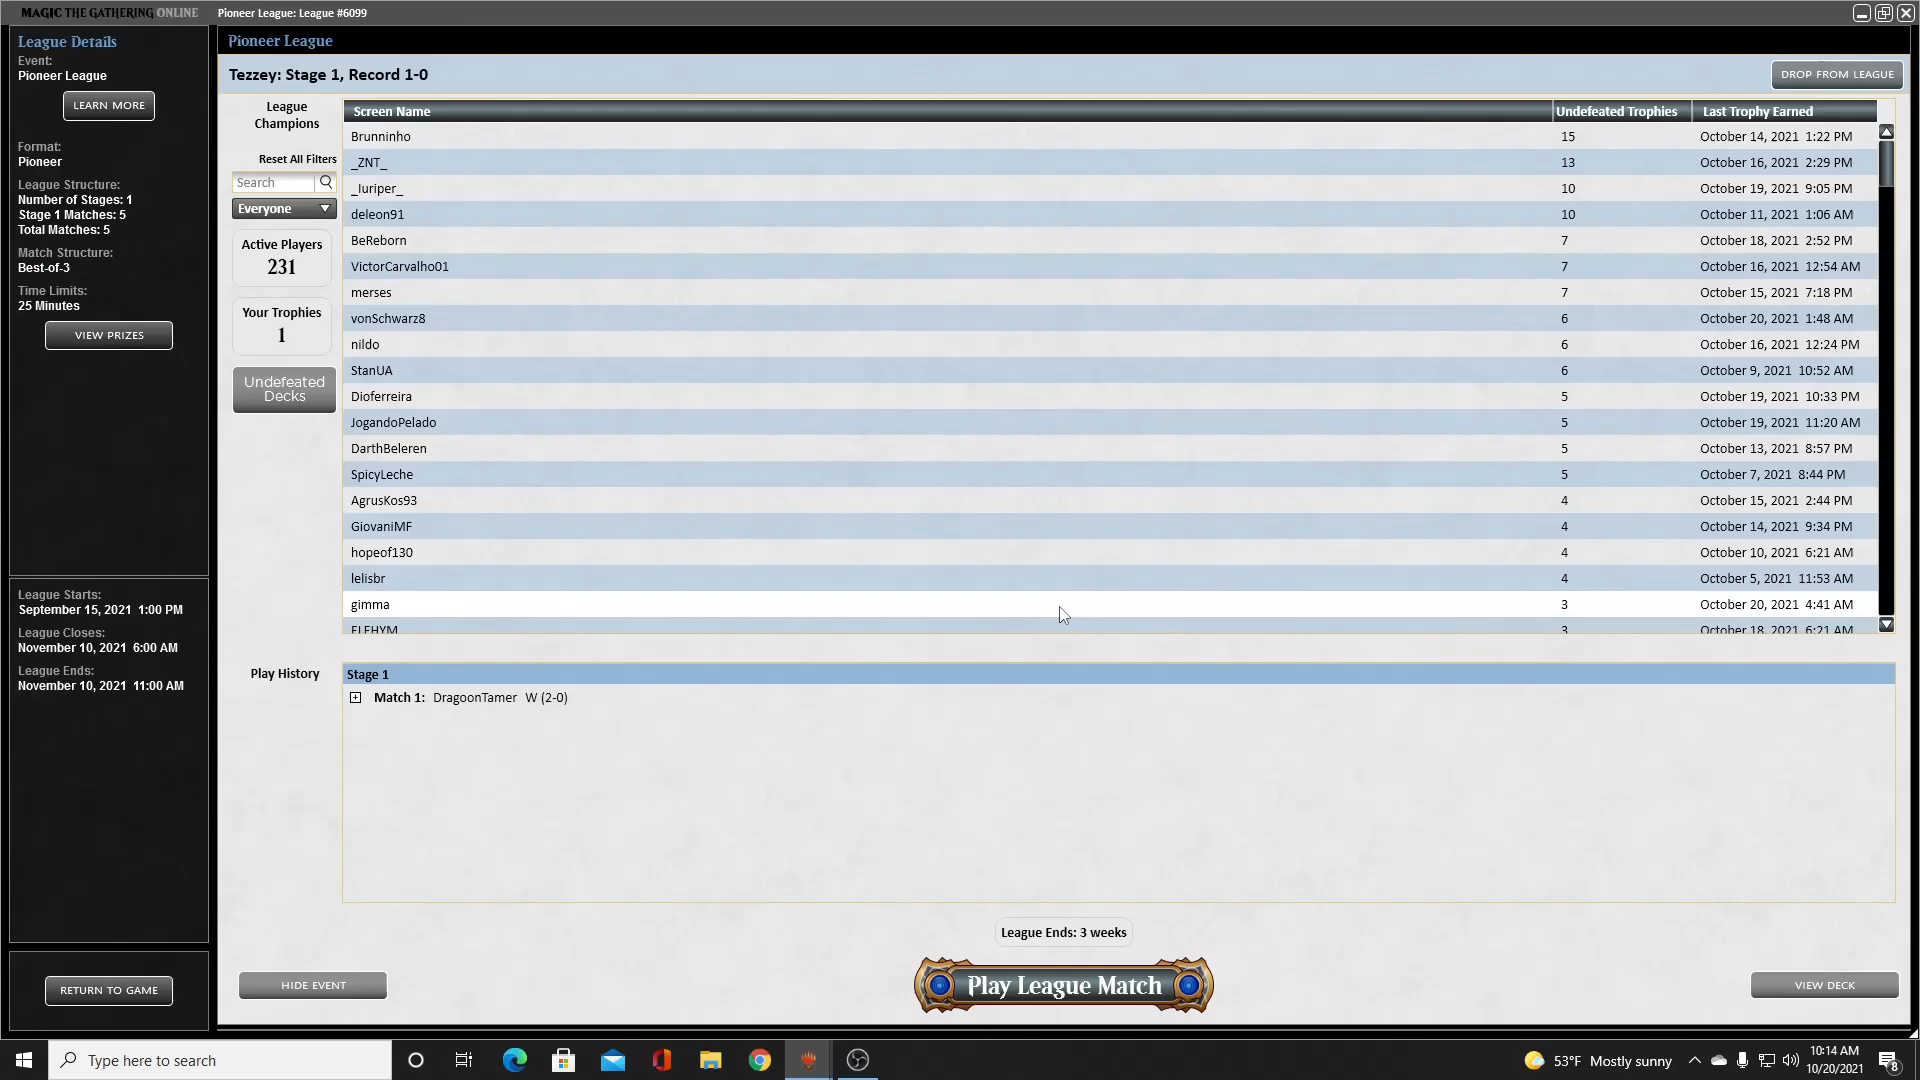 MAGIC THE GATHERING ONLINE
Pioneer League: League #6099
League Details
Event:
Pioneer League
LEARN MORE
Format:
Pioneer
League Structure:
Number of Stages: 1
Stage 1 Matches: 5
Total Matches: 5
Match Structure:
Best-of-3
Time Limits:
25 Minutes
VIEW PRIZES
League Starts:
September 15, 2021 1:00 PM
League Closes:
November 10, 2021 6:00 AM
League Ends:
November 10, 2021 11:00 AM
RETURN TO GAME
Pioneer League
Tezzey: Stage 1, Record 1-0
DROP FROM LEAGUE
League
Champions
Reset All Filters
Search
Everyone
Active Players
231
Your Trophies
1
Undefeated
Decks
Screen Name Undefeated Trophies Last Trophy Earned
Brunninho 15 October 14, 2021 1:22 PM
_ZNT_ 13 October 16, 2021 2:29 PM
_Iuriper_ 10 October 19, 2021 9:05 PM
deleon91 10 October 11, 2021 1:06 AM
BeReborn 7 October 18, 2021 2:52 PM
VictorCarvalho01 7 October 16, 2021 12:54 AM
merses 7 October 15, 2021 7:18 PM
vonSchwarz8 6 October 20, 2021 1:48 AM
nildo 6 October 16, 2021 12:24 PM
StanUA 6 October 9, 2021 10:52 AM
Dioferreira 5 October 19, 2021 10:33 PM
JogandoPelado 5 October 19, 2021 11:20 AM
DarthBeleren 5 October 13, 2021 8:57 PM
SpicyLeche 5 October 7, 2021 8:44 PM
AgrusKos93 4 October 15, 2021 2:44 PM
GiovaniMF 4 October 14, 2021 9:34 PM
hopeof130 4 October 10, 2021 6:21 AM
lelisbr 4 October 5, 2021 11:53 AM
gimma 3 October 20, 2021 4:41 AM
3 October 18, 2021 6:21 AM
Play History
Stage 1
Match 1: DragoonTamer W (2-0)
League Ends: 3 weeks
HIDE EVENT
Play League Match
VIEW DECK
Type here to search
53°F Mostly sunny
10:14 AM
10/20/2021
8